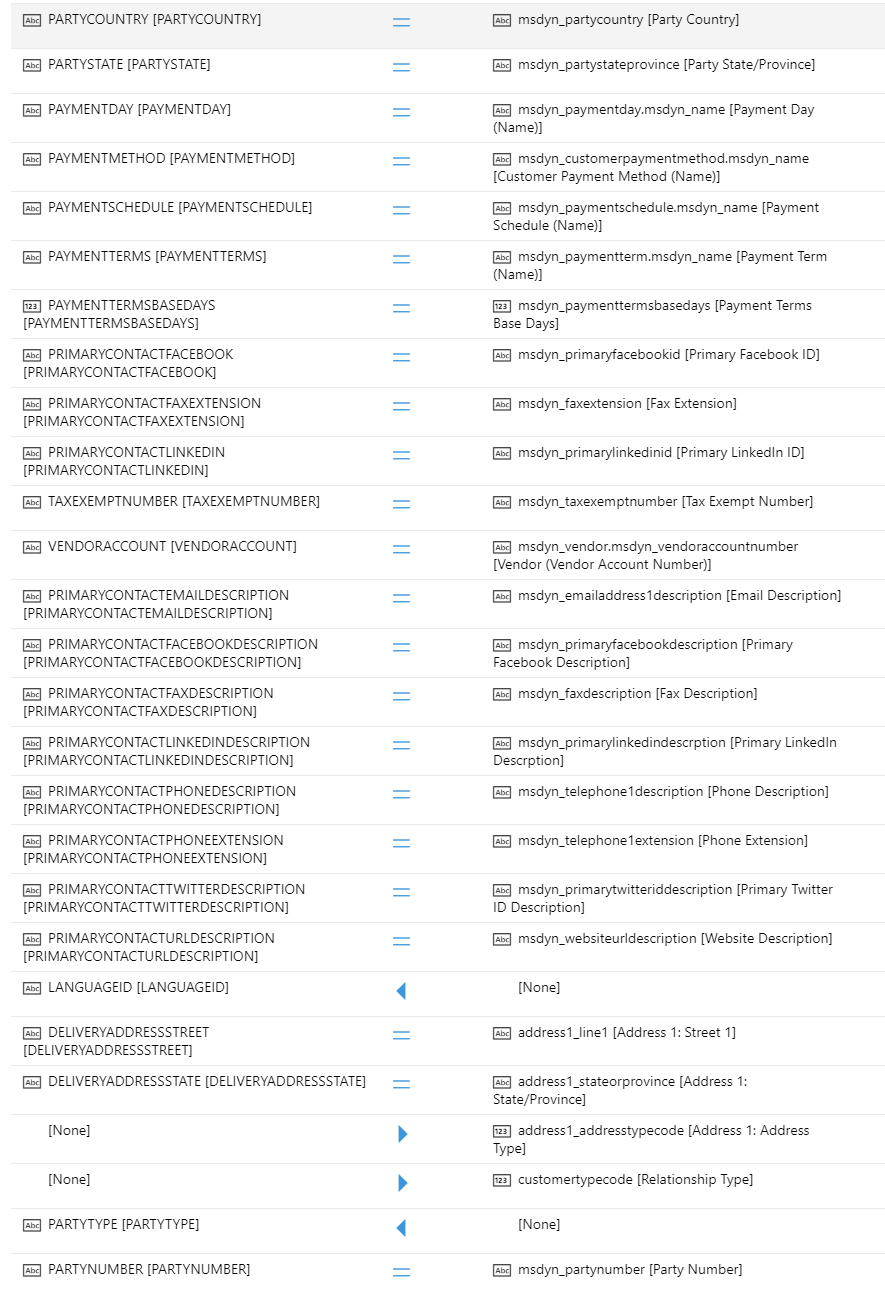 Abc PARTYCOUNTRY [PARTYCOUNTRY] = Abc msdyn_partycountry [Party Country]
Abc PARTYSTATE [PARTYSTATE] = Abc msdyn_partystateprovince [Party State/Province]
Abc PAYMENTDAY [PAYMENTDAY] = Abc msdyn_paymentday.msdyn_name [Payment Day
(Name)]
Abc PAYMENTMETHOD [PAYMENTMETHOD] = Abc msdyn_customerpaymentmethod.msdyn_name
[Customer Payment Method (Name)]
Abc PAYMENTSCHEDULE [PAYMENTSCHEDULE] = Abc msdyn_paymentschedule.msdyn_name [Payment
Schedule (Name)]
Abc PAYMENTTERMS [PAYMENTTERMS] = Abc msdyn_paymentterm.msdyn_name [Payment Term
(Name)]
123 PAYMENTTERMSBASEDAYS = 123 msdyn_paymenttermsbasedays [Payment Terms
[PAYMENTTERMSBASEDAYS] Base Days]
Abc PRIMARYCONTACTFACEBOOK = Abc msdyn_primaryfacebookid [Primary Facebook ID]
[PRIMARYCONTACTFACEBOOK]
Abc PRIMARYCONTACTFAXEXTENSION = Abc msdyn_faxextension [Fax Extension]
[PRIMARYCONTACTFAXEXTENSION]
Abc PRIMARYCONTACTLINKEDIN = Abc msdyn_primarylinkedinid [Primary LinkedIn ID]
[PRIMARYCONTACTLINKEDIN]
Abc TAXEXEMPTNUMBER [TAXEXEMPTNUMBER] = Abc msdyn_taxexemptnumber [Tax Exempt Number]
Abc VENDORACCOUNT [VENDORACCOUNT] = Abc msdyn_vendor.msdyn_vendoraccountnumber
[Vendor (Vendor Account Number)]
Abc PRIMARYCONTACTEMAILDESCRIPTION = Abc msdyn_emailaddress1description [Email Description]
[PRIMARYCONTACTEMAILDESCRIPTION]
Abc PRIMARYCONTACTFACEBOOKDESCRIPTION = Abc msdyn_primaryfacebookdescription [Primary
[PRIMARYCONTACTFACEBOOKDESCRIPTION] Facebook Description]
Abc PRIMARYCONTACTFAXDESCRIPTION = Abc msdyn_faxdescription [Fax Description]
[PRIMARYCONTACTFAXDESCRIPTION]
Abc PRIMARYCONTACTLINKEDINDESCRIPTION = Abc msdyn_primarylinkedindescrption [Primary LinkedIn
[PRIMARYCONTACTLINKEDINDESCRIPTION] Descrption]
Abc PRIMARYCONTACTPHONEDESCRIPTION = Abc msdyn_telephone1description [Phone Description]
[PRIMARYCONTACTPHONEDESCRIPTION]
Abc PRIMARYCONTACTPHONEEXTENSION = Abc msdyn_telephone1extension [Phone Extension]
[PRIMARYCONTACTPHONEEXTENSION]
Abc PRIMARYCONTACTTWITTERDESCRIPTION = Abc msdyn_primarytwitteriddescription [Primary Twitter
[PRIMARYCONTACTTWITTERDESCRIPTION] ID Description]
Abc PRIMARYCONTACTURLDESCRIPTION = Abc msdyn_websiteurldescription [Website Description]
[PRIMARYCONTACTURLDESCRIPTION]
Abc LANGUAGEID [LANGUAGEID] [None]
Abc DELIVERYADDRESSSTREET = Abc address1_line1 [Address 1: Street 1]
[DELIVERYADDRESSSTREET]
Abc DELIVERYADDRESSSTATE [DELIVERYADDRESSSTATE] = Abc address1_stateorprovince [Address 1:
State/Province]
[None] 123 address1_addresstypecode [Address 1: Address
Type]
[None] 123 customertypecode [Relationship Type]
Abc PARTYTYPE [PARTYTYPE] [None]
Abc PARTYNUMBER [PARTYNUMBER] = Abc msdyn_partynumber [Party Number]